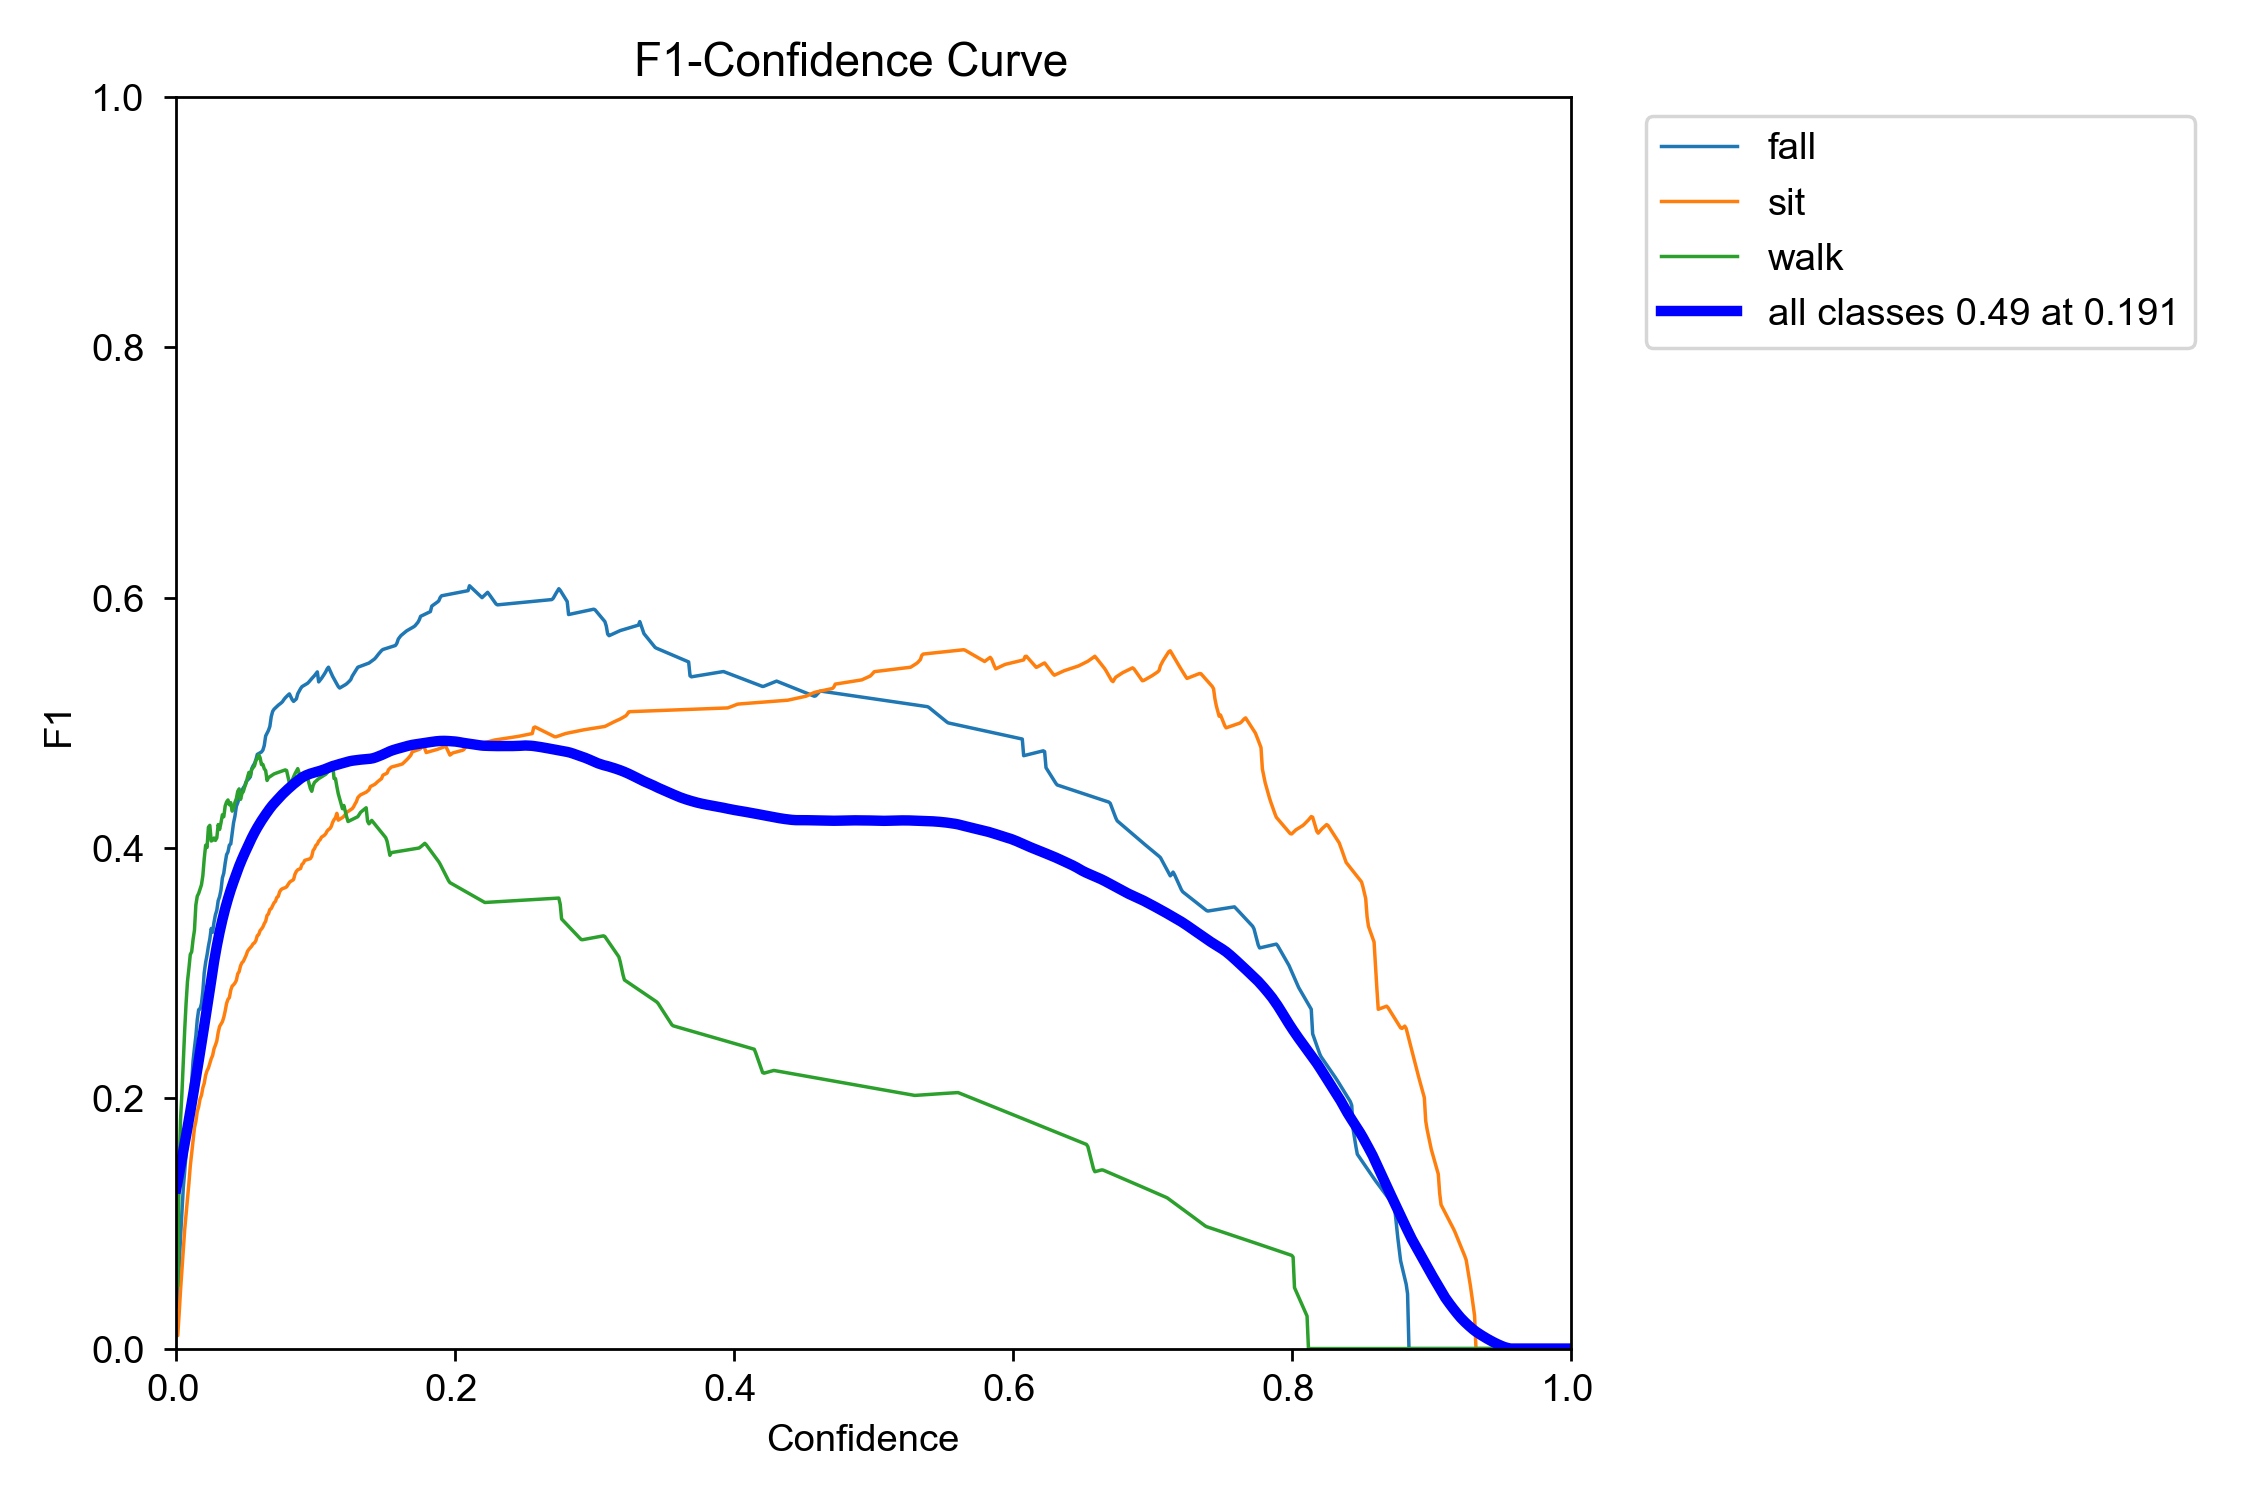 F1-Confidence Curve
1.0
0.8
0.6
0.4
0.2
0.0
F1
0.0 0.2 0.4 0.6 0.8 1.0
Confidence
fall
sit
walk
all classes 0.49 at 0.191